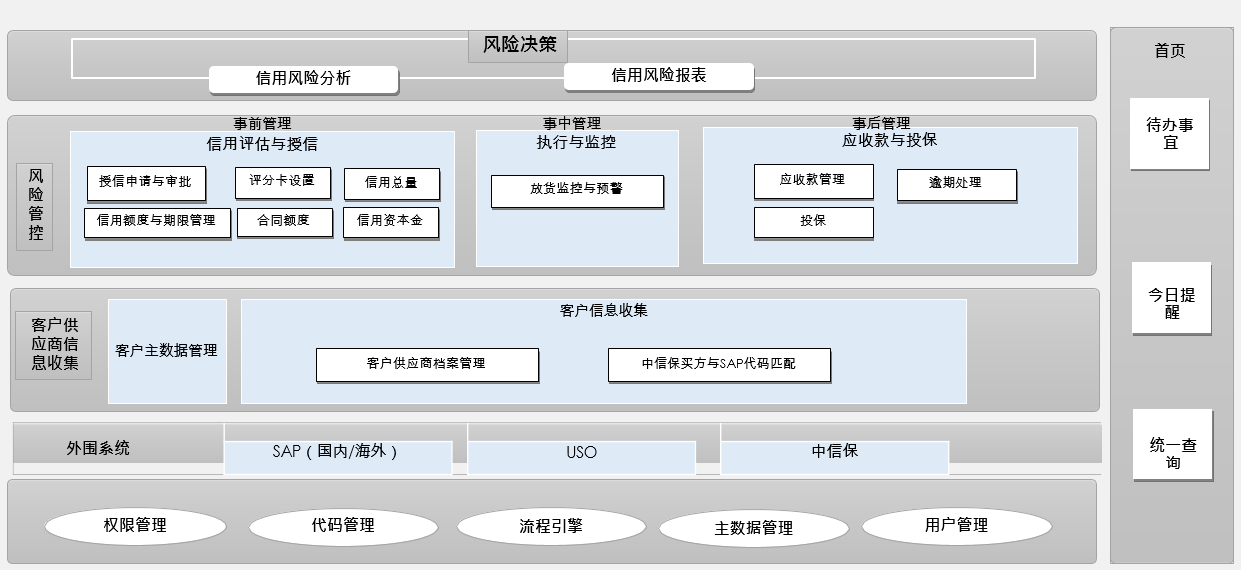 风险决策
信用风险分析
信用风险报表
风
险
管
控
事前管理
信用评估与授信
授信申请与审批
评分卡设置
信用总量
信用额度与期限管理
合同额度
信用资本金
事中管理
执行与监控
放货监控与预警
事后管理
应收款与投保
应收款管理
逾期处理
投保
客户供
应商信
息收集
客户主数据管理
客户信息收集
客户供应商档案管理
中信保买方与SAP代码匹配
外围系统
SAP（国内/海外）
USO
中信保
权限管理
代码管理
流程引擎
主数据管理
用户管理
首页
待办事
宜
今日提
醒
统一查
询